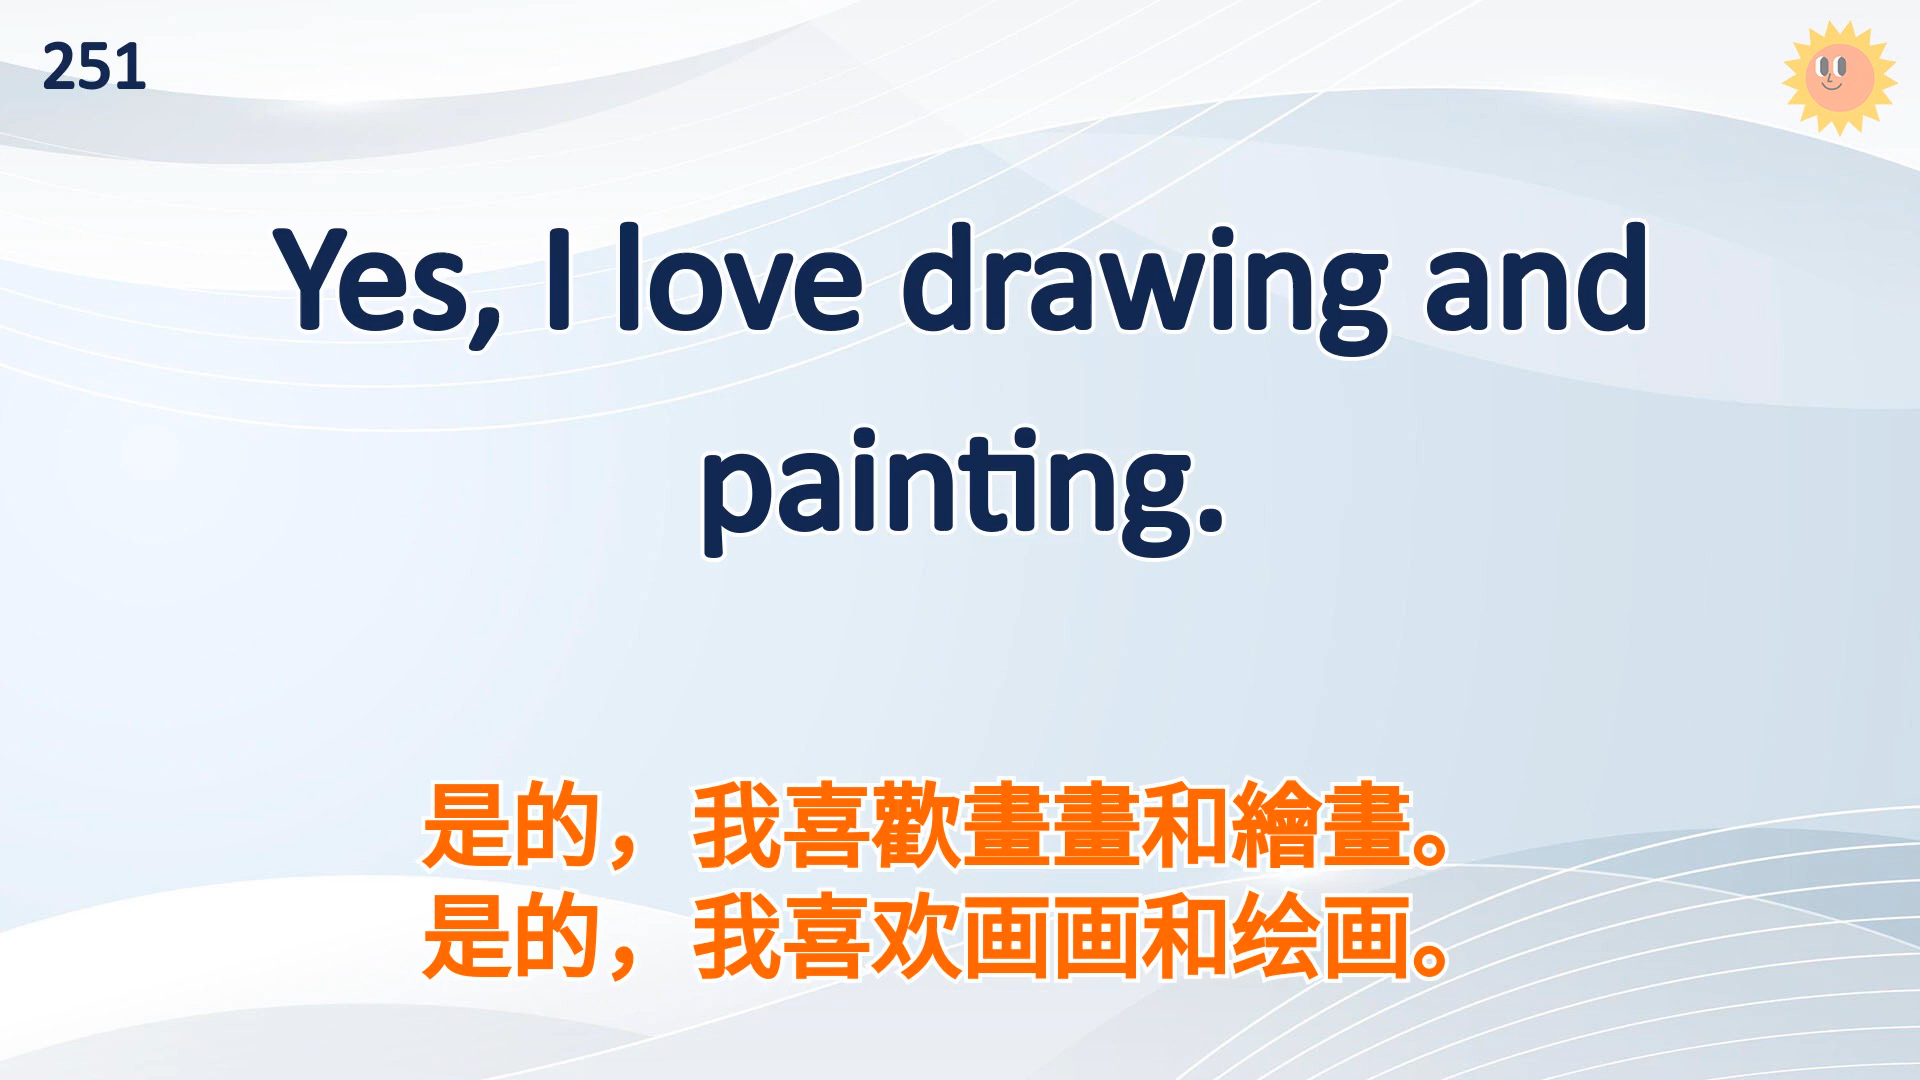 251
Yes, I love drawing and
painting.
是的，我喜歡畫畫和繪畫。
是的，我喜欢画画和绘画。